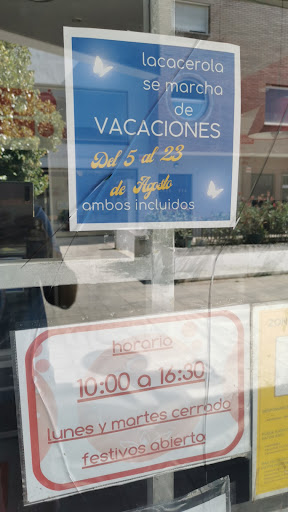 lacacerola
se marcha
de
VACACIONES
Del 5 al 23
de Agosto
ambos incluidos
horario
10:00 a 16:30
lunes y martes cerrado
festivos abierto